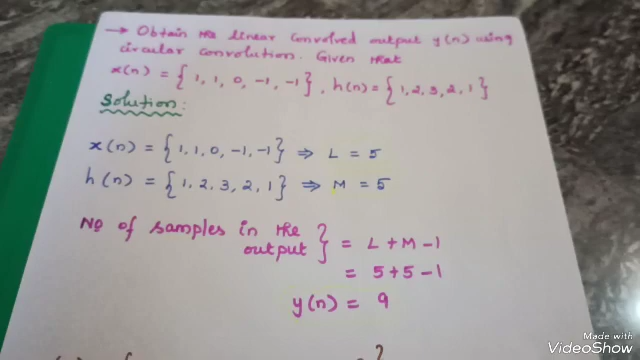 → Obtain the linear convolved output y(n) using
circular convolution. Given that
x(n) = { 1, 1, 0, -1, -1 }, h(n) = { 1, 2, 3, 2, 1 }
Solution:
x(n) = { 1, 1, 0, -1, -1 } ⇒ L = 5
h(n) = { 1, 2, 3, 2, 1 } ⇒ M = 5
No of samples in the
output } = L + M - 1
= 5 + 5 - 1
y(n) = 9
Made with
VideoShow